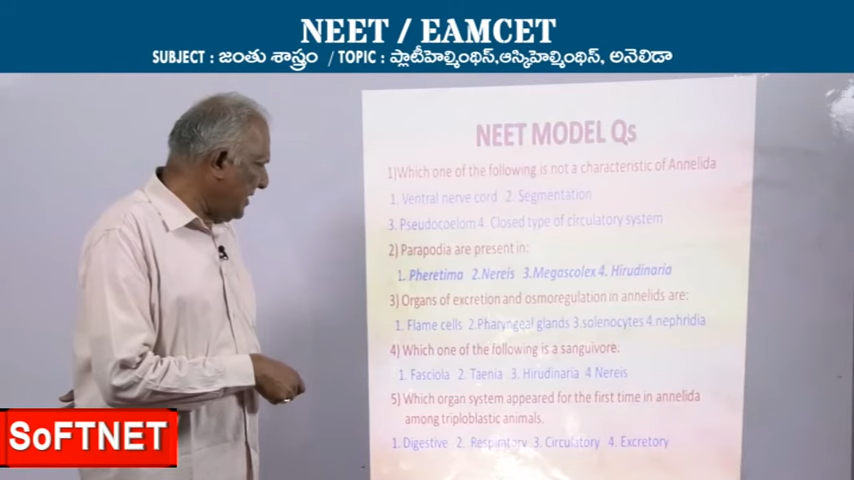 NEET / EAMCET
SUBJECT : జంతు శాస్త్రం / TOPIC : ప్లాటీహెల్మింథిస్,ఆస్కిహెల్మింథిస్, అనెలిడా
NEET MODEL Qs
1)Which one of the following is not a characteristic of Annelida
1. Ventral nerve cord 2. Segmentation
3. Pseudocoelom 4. Closed type of circulatory system
2) Parapodia are present in:
1. Pheretima 2.Nereis 3.Megascolex 4. Hirudinaria
3) Organs of excretion and osmoregulation in annelids are:
1. Flame cells 2.Pharyngeal glands 3.solenocytes 4.nephridia
4) Which one of the following is a sanguivore:
1. Fasciola 2. Taenia 3. Hirudinaria 4 Nereis
5) Which organ system appeared for the first time in annelida
among triploblastic animals.
1. Digestive 2. Respiratory 3. Circulatory 4. Excretory
SoFTNET